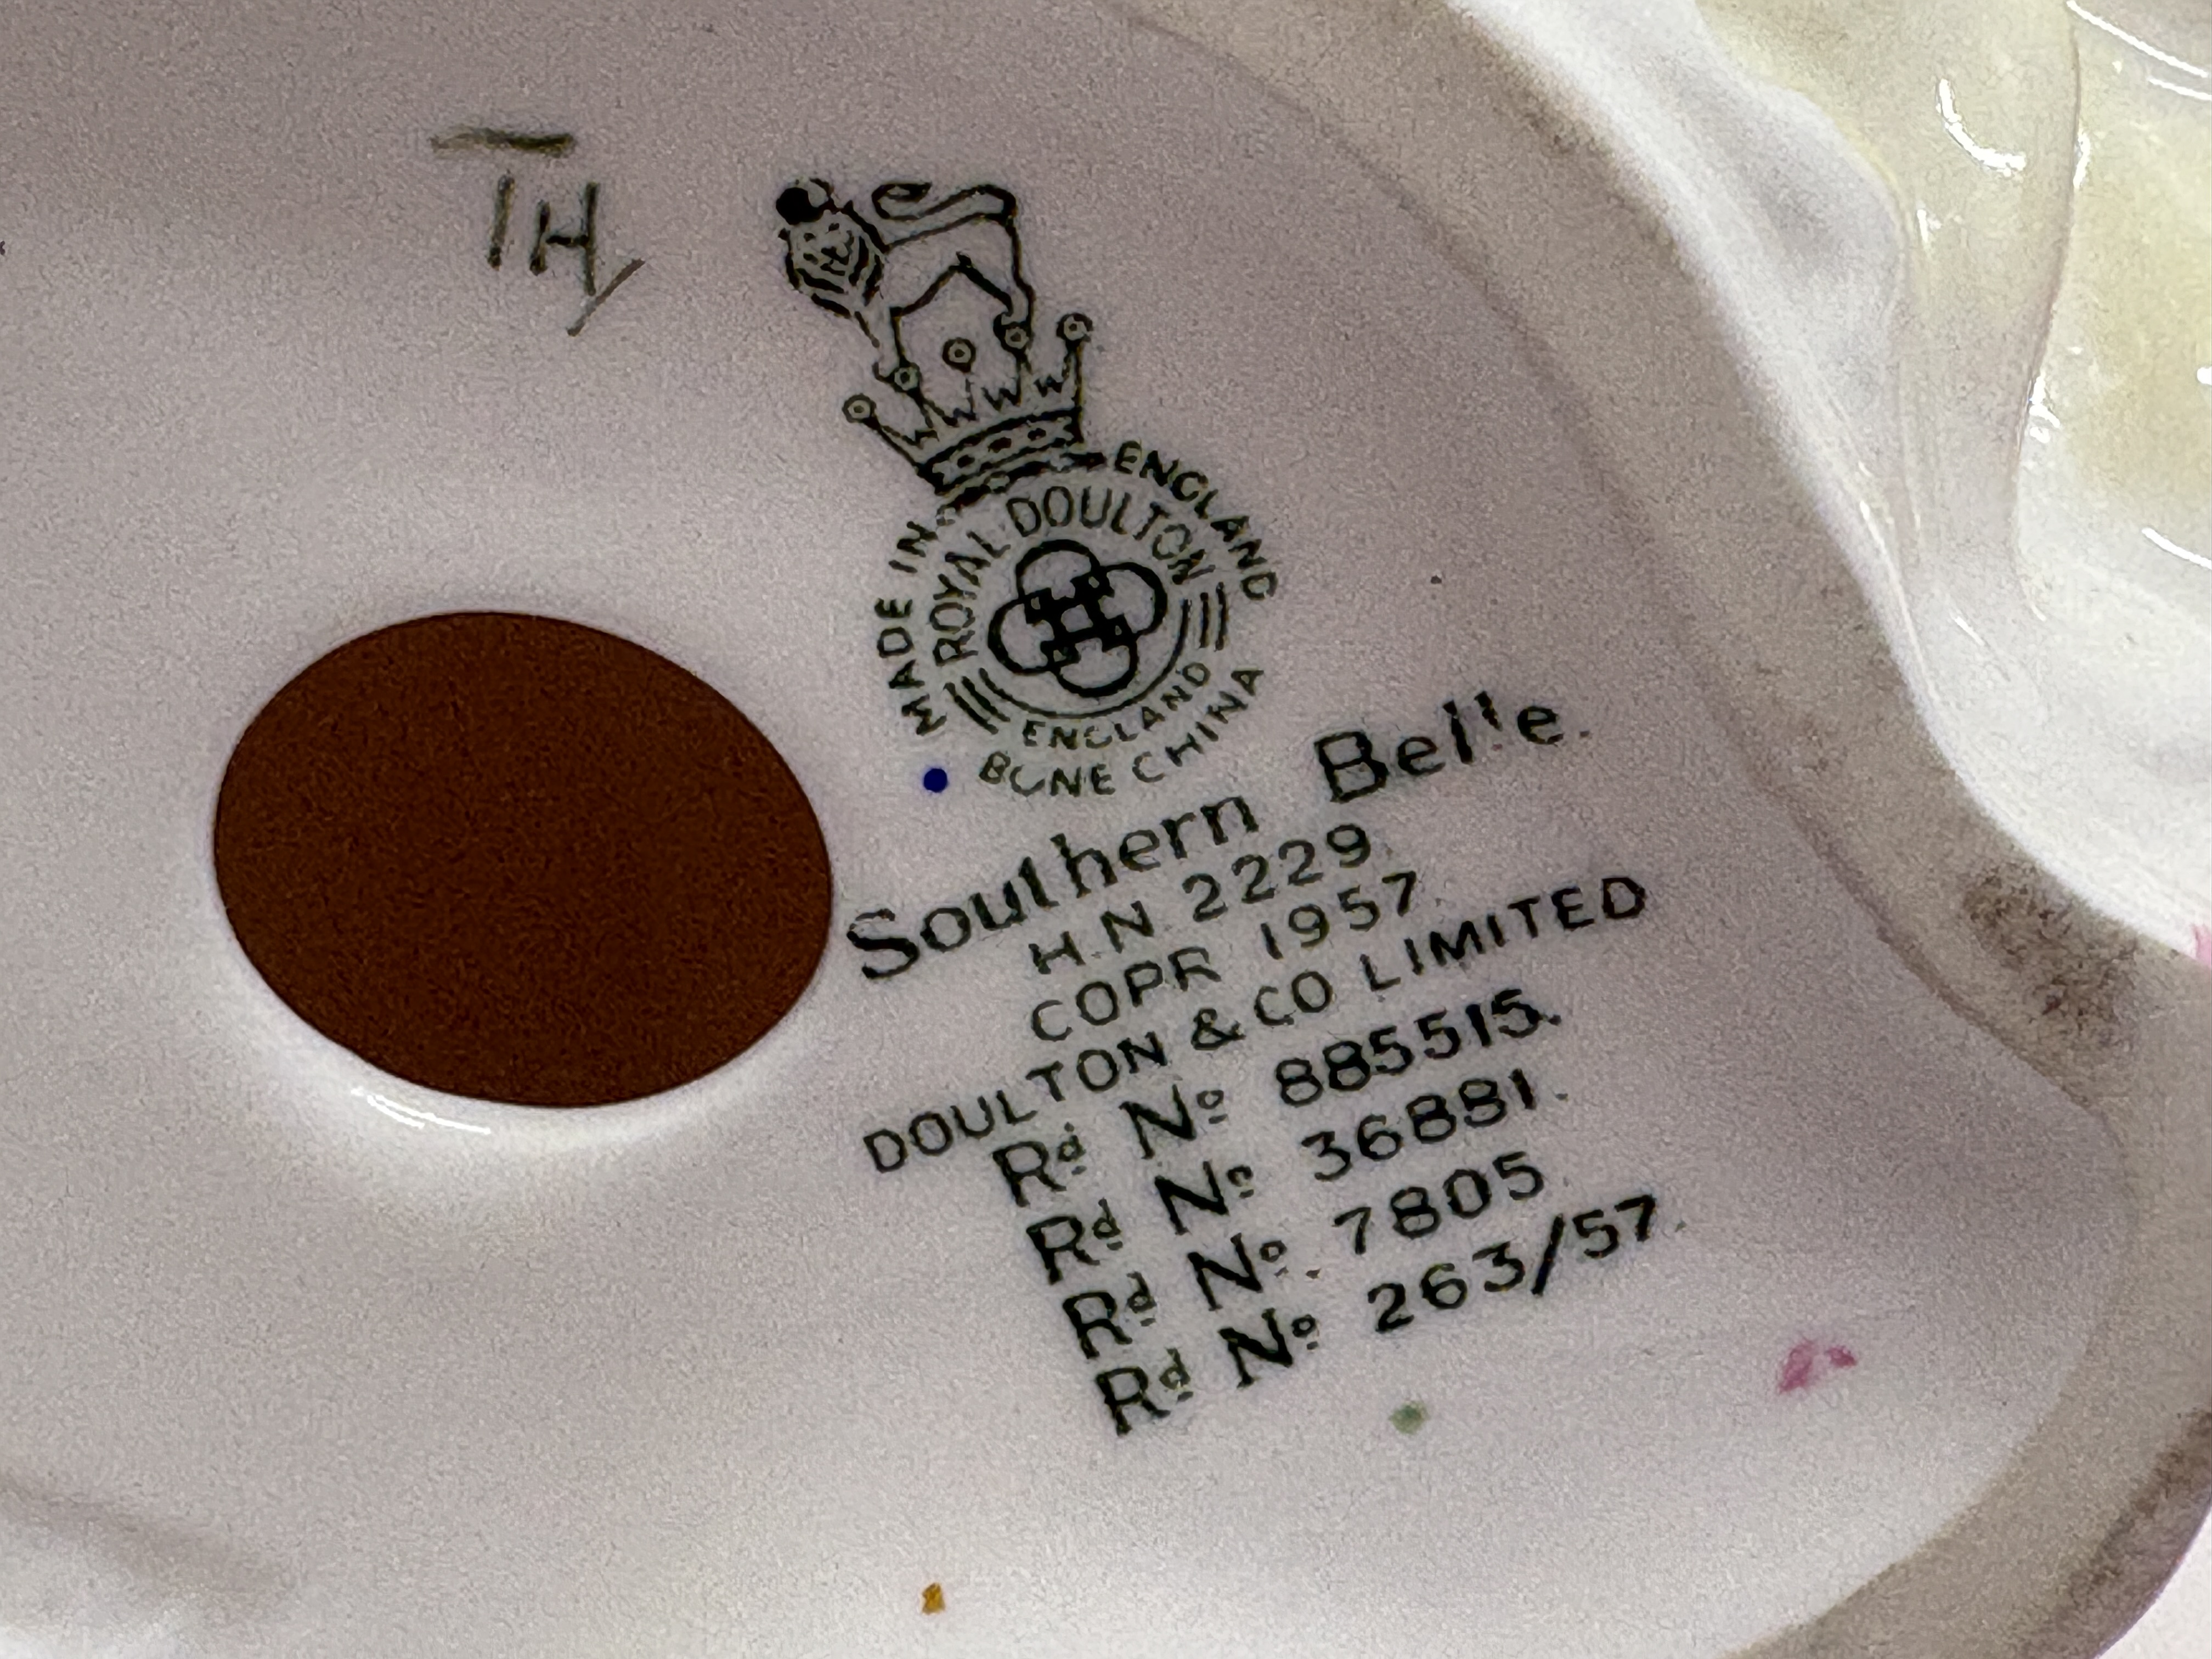 TH
MADE IN ENGLAND
ROYAL DOULTON
ENGLAND
BONE CHINA
Southern Belle.
H.N. 2229.
COPR 1957.
DOULTON & CO LIMITED
Rd No 885515.
Rd No 36881.
Rd No 7805
Rd No 263/57.